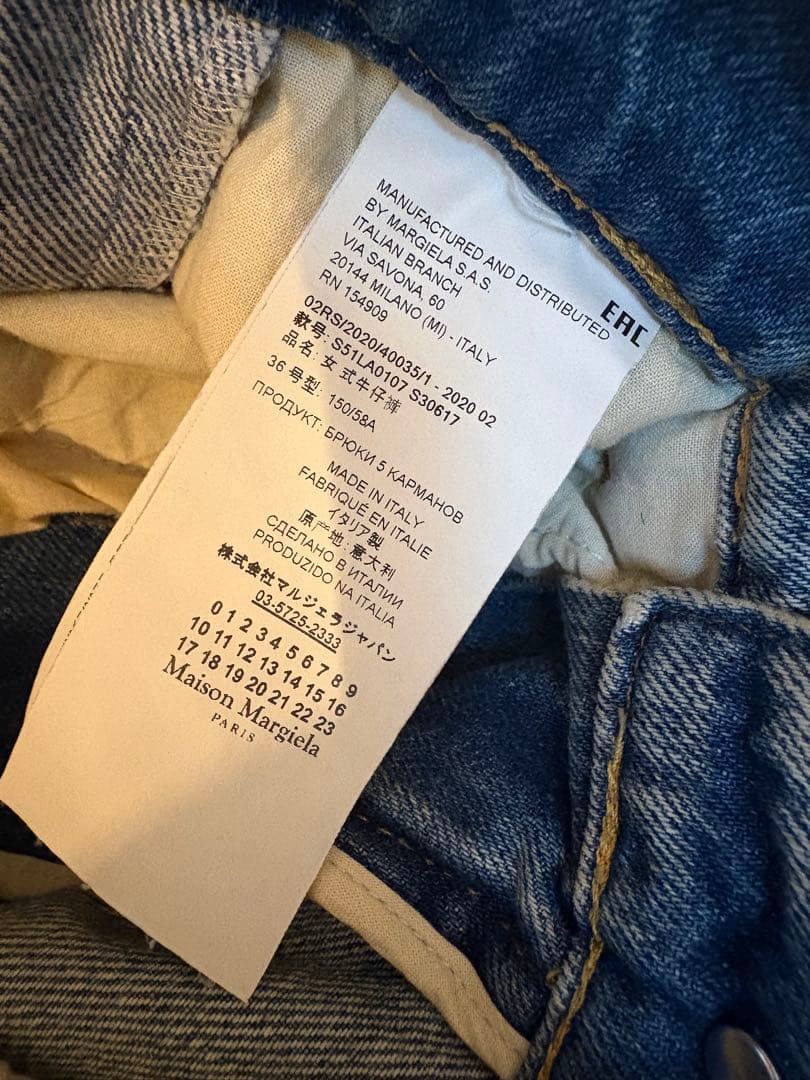 MANUFACTURED AND DISTRIBUTED
BY MARGIELA S.A.S.
ITALIAN BRANCH
VIA SAVONA, 60
20144 MILANO (MI) - ITALY
RN 154909
EAC
02RS/2020/40035/1 - 2020 02
款号: S51LA0107 S30617
品名: 女 式牛仔裤
36 号型: 150/58A
ПРОДУКТ: БРЮКИ 5 КАРМАНОВ
MADE IN ITALY
FABRIQUÉ EN ITALIE
イタリア製
原产地: 意大利
СДЕЛАНО В ИТАЛИИ
PRODUZIDO NA ITALIA
株式会社マルジェラジャパン
03-5725-2333
0 1 2 3 4 5 6 7 8 9
10 11 12 13 14 15 16
17 18 19 20 21 22 23
Maison Margiela
PARIS